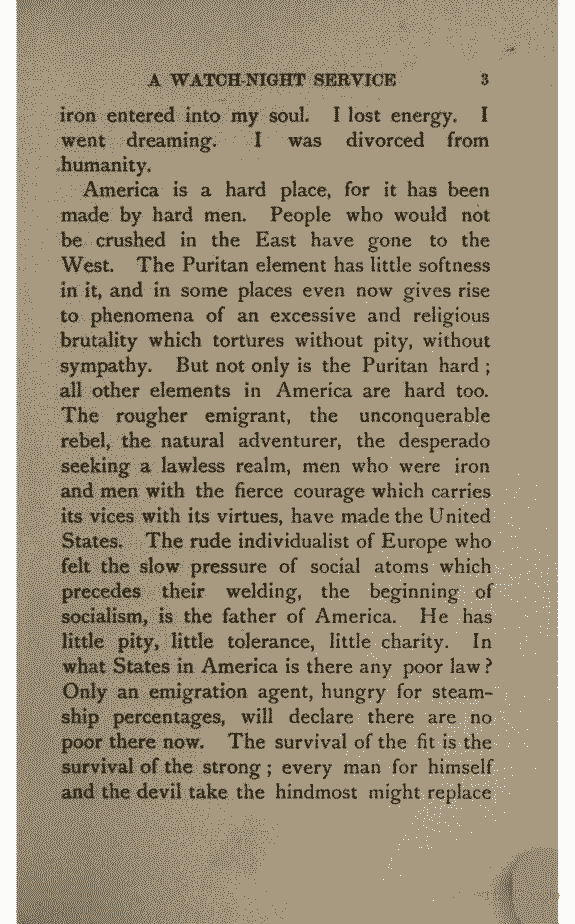 A WATCH-NIGHT SERVICE 3
iron entered into my soul. I lost energy. I
went dreaming. I was divorced from
humanity.
America is a hard place, for it has been
made by hard men. People who would not
be crushed in the East have gone to the
West. The Puritan element has little softness
in it, and in some places even now gives rise
to phenomena of an excessive and religious
brutality which tortures without pity, without
sympathy. But not only is the Puritan hard ;
all other elements in America are hard too.
The rougher emigrant, the unconquerable
rebel, the natural adventurer, the desperado
seeking a lawless realm, men who were iron
and men with the fierce courage which carries
its vices with its virtues, have made the United
States. The rude individualist of Europe who
felt the slow pressure of social atoms which
precedes their welding, the beginning of
socialism, is the father of America. He has
little pity, little tolerance, little charity. In
what States in America is there any poor law?
Only an emigration agent, hungry for steam-
ship percentages, will declare there are no
poor there now. The survival of the fit is the
survival of the strong ; every man for himself
and the devil take the hindmost might replace